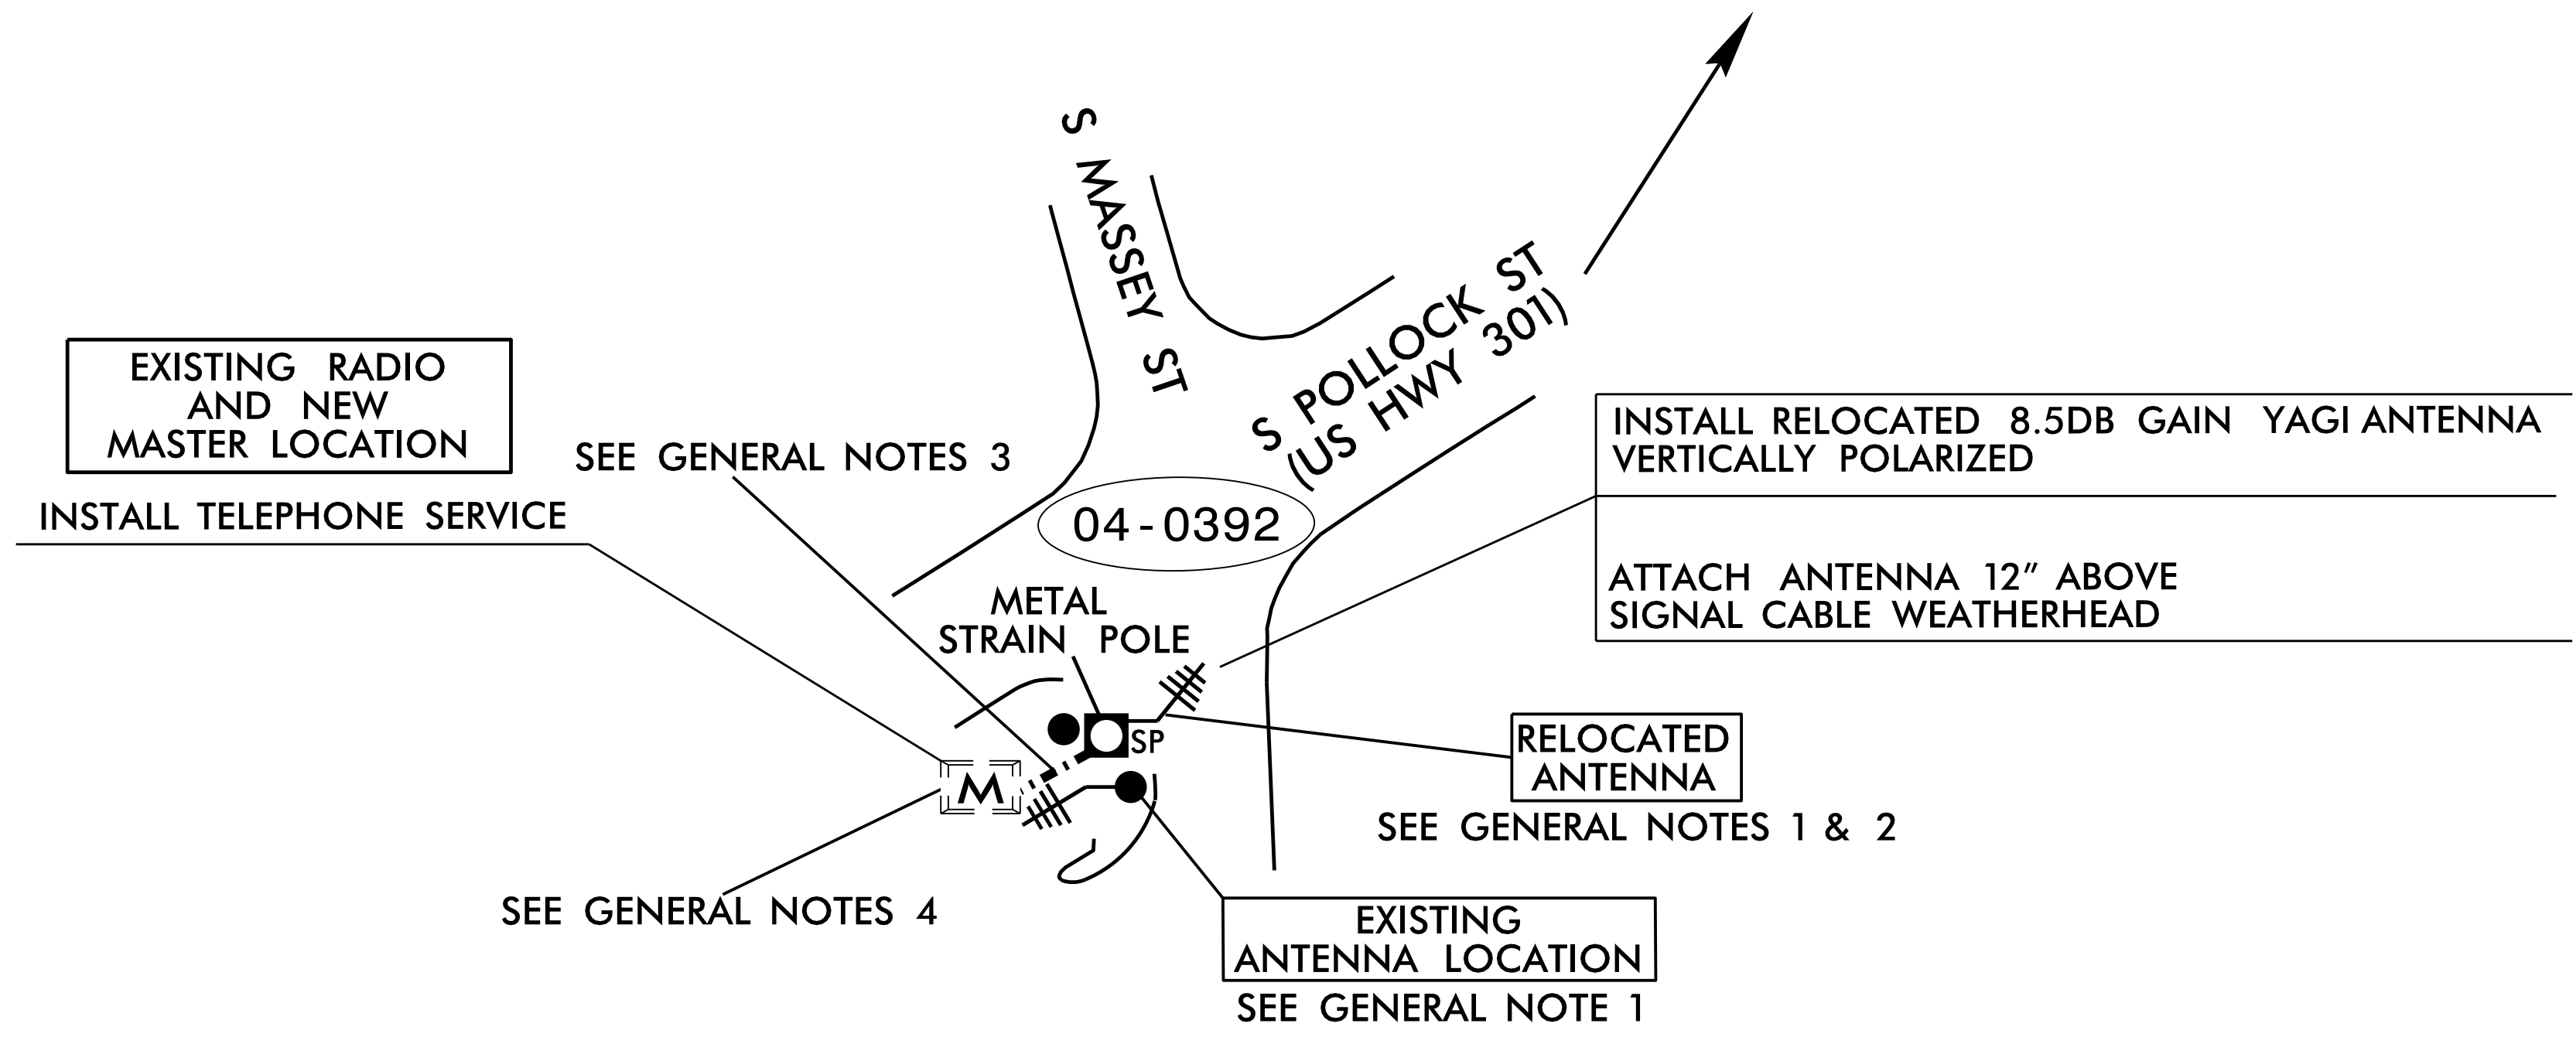 S MASSEY ST
S POLLOCK ST
(US HWY 301)
EXISTING RADIO
AND NEW
MASTER LOCATION
SEE GENERAL NOTES 3
INSTALL TELEPHONE SERVICE
04-0392
INSTALL RELOCATED 8.5DB GAIN YAGI ANTENNA
VERTICALLY POLARIZED
ATTACH ANTENNA 12" ABOVE
SIGNAL CABLE WEATHERHEAD
METAL
STRAIN POLE
SP
M
RELOCATED
ANTENNA
SEE GENERAL NOTES 1 & 2
SEE GENERAL NOTES 4
EXISTING
ANTENNA LOCATION
SEE GENERAL NOTE 1